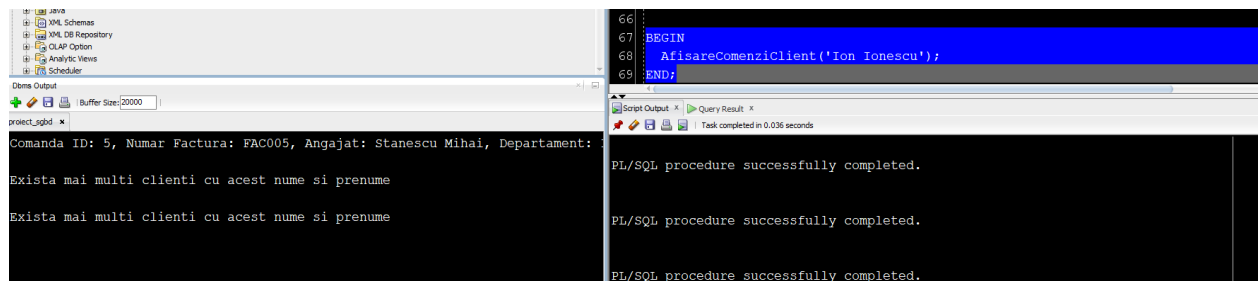 Java
XML Schemas
XML DB Repository
OLAP Option
Analytic Views
Scheduler
Dbms Output
Buffer Size: 20000
proiect_sgbd
Comanda ID: 5, Numar Factura: FAC005, Angajat: Stanescu Mihai, Departament:
Exista mai multi clienti cu acest nume si prenume
Exista mai multi clienti cu acest nume si prenume
66
67 BEGIN
68 AfisareComenziClient('Ion Ionescu');
69 END;
Script Output x Query Result x
Task completed in 0.036 seconds
PL/SQL procedure successfully completed.
PL/SQL procedure successfully completed.
PL/SQL procedure successfully completed.